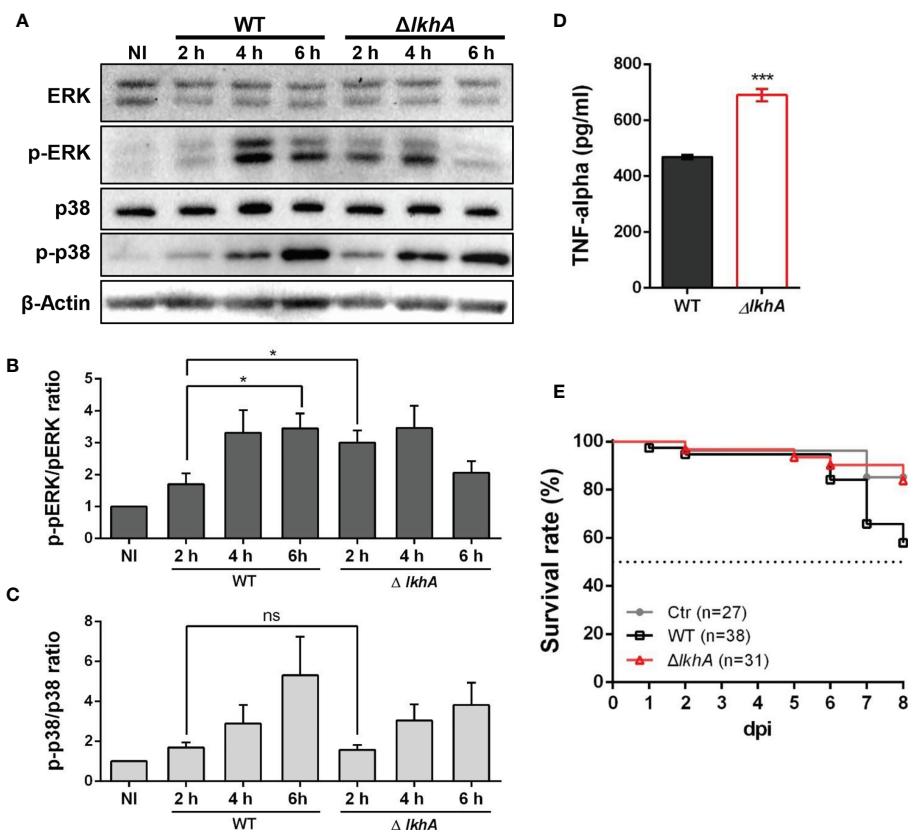 A
WT
ΔlkhA
NI
2 h
4 h
6 h
2 h
4 h
6 h
ERK
p-ERK
p38
p-p38
β-Actin
B
p-pERK/pERK ratio
5
4
3
2
1
0
*
*
NI
2 h
4 h
6h
2 h
4 h
6 h
WT
Δ lkhA
C
p-p38/p38 ratio
8
6
4
2
0
ns
NI
2 h
4 h
6h
2 h
4 h
6 h
WT
Δ lkhA
D
TNF-alpha (pg/ml)
800
600
400
200
0
***
WT
ΔlkhA
E
Survival rate (%)
100
80
60
40
20
0
Ctr (n=27)
WT (n=38)
ΔlkhA (n=31)
0 1 2 3 4 5 6 7 8
dpi